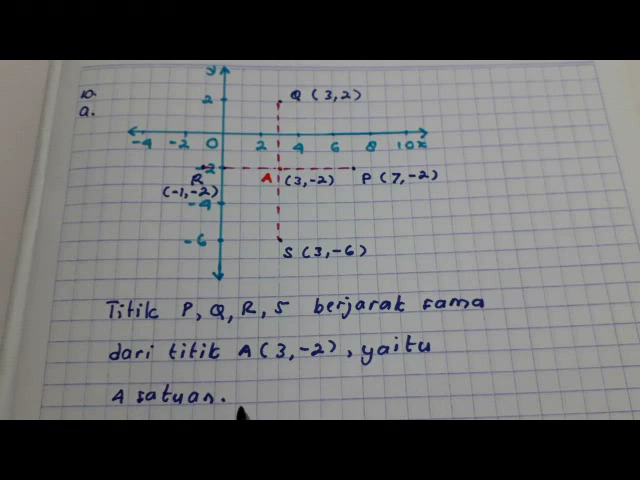 10.
a.
y
2
Q (3,2)
-4 -2 0 2 4 6 8 10 x
-2
R
(-1,-2)
A (3,-2)
P (7,-2)
-4
-6
S (3,-6)
Titik P, Q, R, S berjarak sama
dari titik A (3,-2), yaitu
4 satuan.